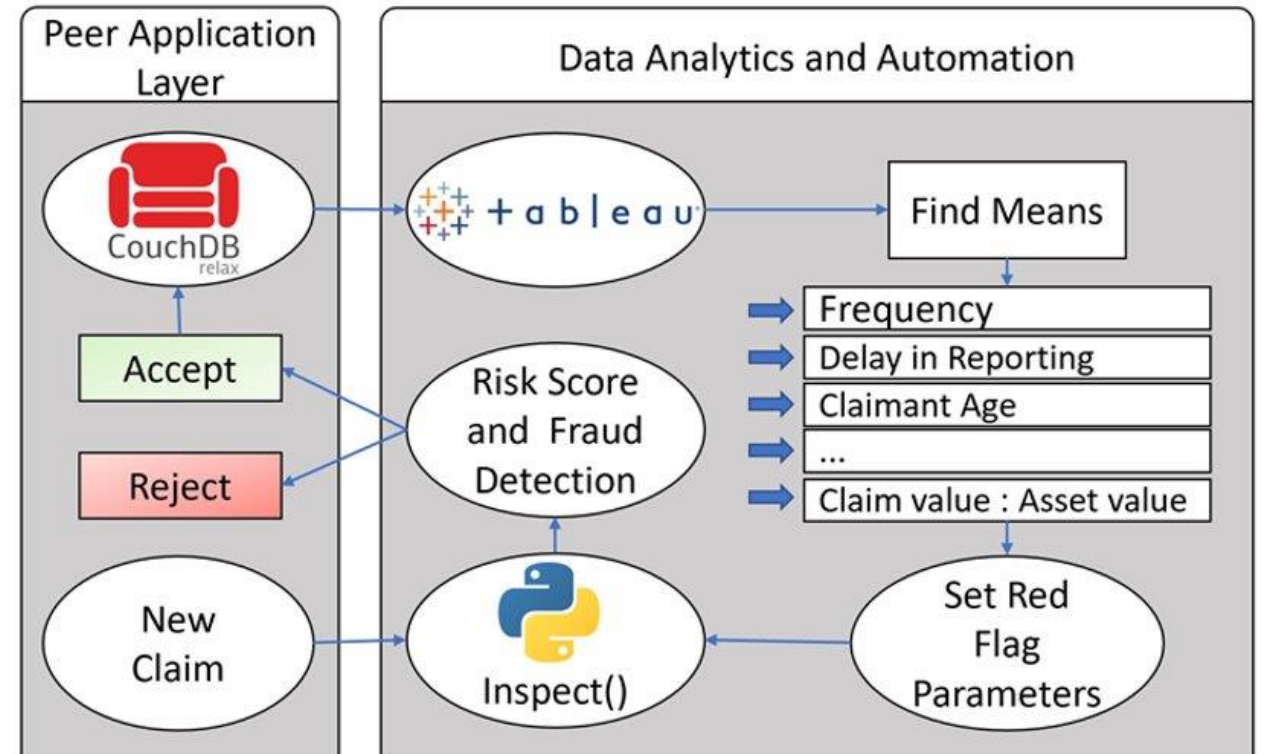 Peer Application
Layer
Data Analytics and Automation
CouchDB
relax
+ a b | e a u
Find Means
Frequency
Delay in Reporting
Claimant Age
...
Claim value : Asset value
Accept
Reject
Risk Score
and Fraud
Detection
New
Claim
Inspect()
Set Red
Flag
Parameters